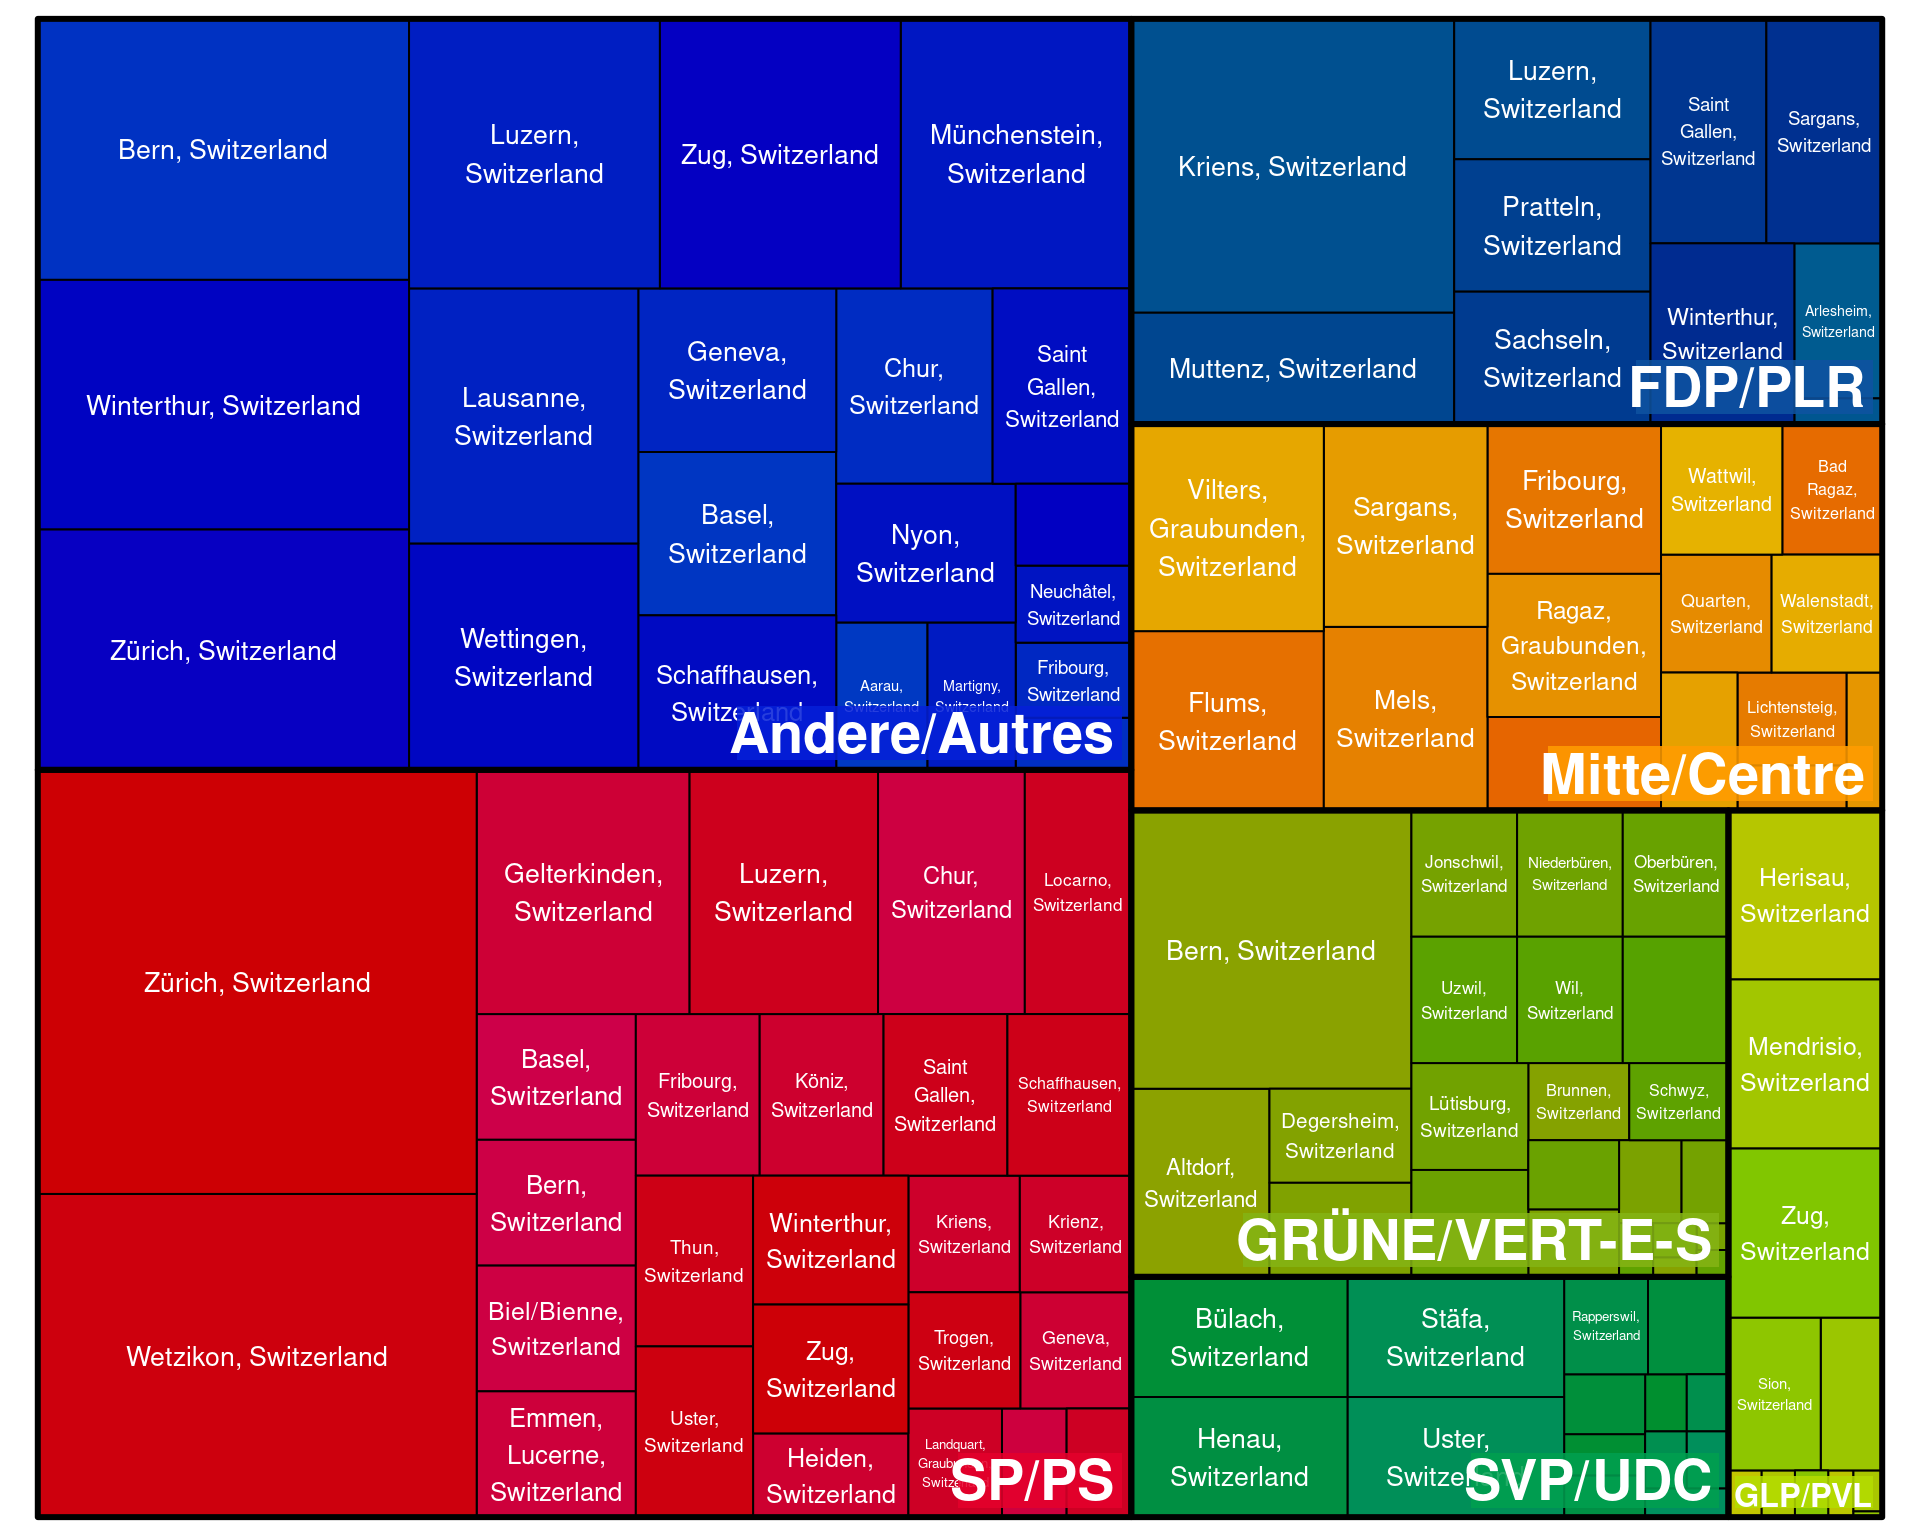 Bern, Switzerland
Winterthur, Switzerland
Zürich, Switzerland
Luzern,
Switzerland
Zug, Switzerland
Münchenstein,
Switzerland
Lausanne,
Switzerland
Wettingen,
Switzerland
Geneva,
Switzerland
Basel,
Switzerland
Schaffhausen,
Switzerland
Chur,
Switzerland
Saint
Gallen,
Switzerland
Nyon,
Switzerland
Neuchâtel,
Switzerland
Fribourg,
Switzerland
Aarau,
Switzerland
Martigny,
Switzerland
Andere/Autres
Kriens, Switzerland
Muttenz, Switzerland
Luzern,
Switzerland
Pratteln,
Switzerland
Sachseln,
Switzerland
Saint
Gallen,
Switzerland
Sargans,
Switzerland
Winterthur,
Switzerland
Arlesheim,
Switzerland
FDP/PLR
Vilters,
Graubunden,
Switzerland
Flums,
Switzerland
Sargans,
Switzerland
Mels,
Switzerland
Fribourg,
Switzerland
Ragaz,
Graubunden,
Switzerland
Wattwil,
Switzerland
Bad
Ragaz,
Switzerland
Quarten,
Switzerland
Walenstadt,
Switzerland
Lichtensteig,
Switzerland
Mitte/Centre
Zürich, Switzerland
Wetzikon, Switzerland
Gelterkinden,
Switzerland
Luzern,
Switzerland
Chur,
Switzerland
Locarno,
Switzerland
Basel,
Switzerland
Bern,
Switzerland
Biel/Bienne,
Switzerland
Emmen,
Lucerne,
Switzerland
Fribourg,
Switzerland
Köniz,
Switzerland
Saint
Gallen,
Switzerland
Schaffhausen,
Switzerland
Thun,
Switzerland
Uster,
Switzerland
Winterthur,
Switzerland
Zug,
Switzerland
Heiden,
Switzerland
Kriens,
Switzerland
Krienz,
Switzerland
Trogen,
Switzerland
Geneva,
Switzerland
Landquart,
SP/PS
Bern, Switzerland
Altdorf,
Switzerland
Degersheim,
Switzerland
Jonschwil,
Switzerland
Niederbüren,
Switzerland
Oberbüren,
Switzerland
Uzwil,
Switzerland
Wil,
Switzerland
Lütisburg,
Switzerland
Brunnen,
Switzerland
Schwyz,
Switzerland
GRÜNE/VERT-E-S
Bülach,
Switzerland
Henau,
Switzerland
Stäfa,
Switzerland
Uster,
Switzerland
Rapperswil,
Switzerland
SVP/UDC
Herisau,
Switzerland
Mendrisio,
Switzerland
Zug,
Switzerland
Sion,
Switzerland
GLP/PVL